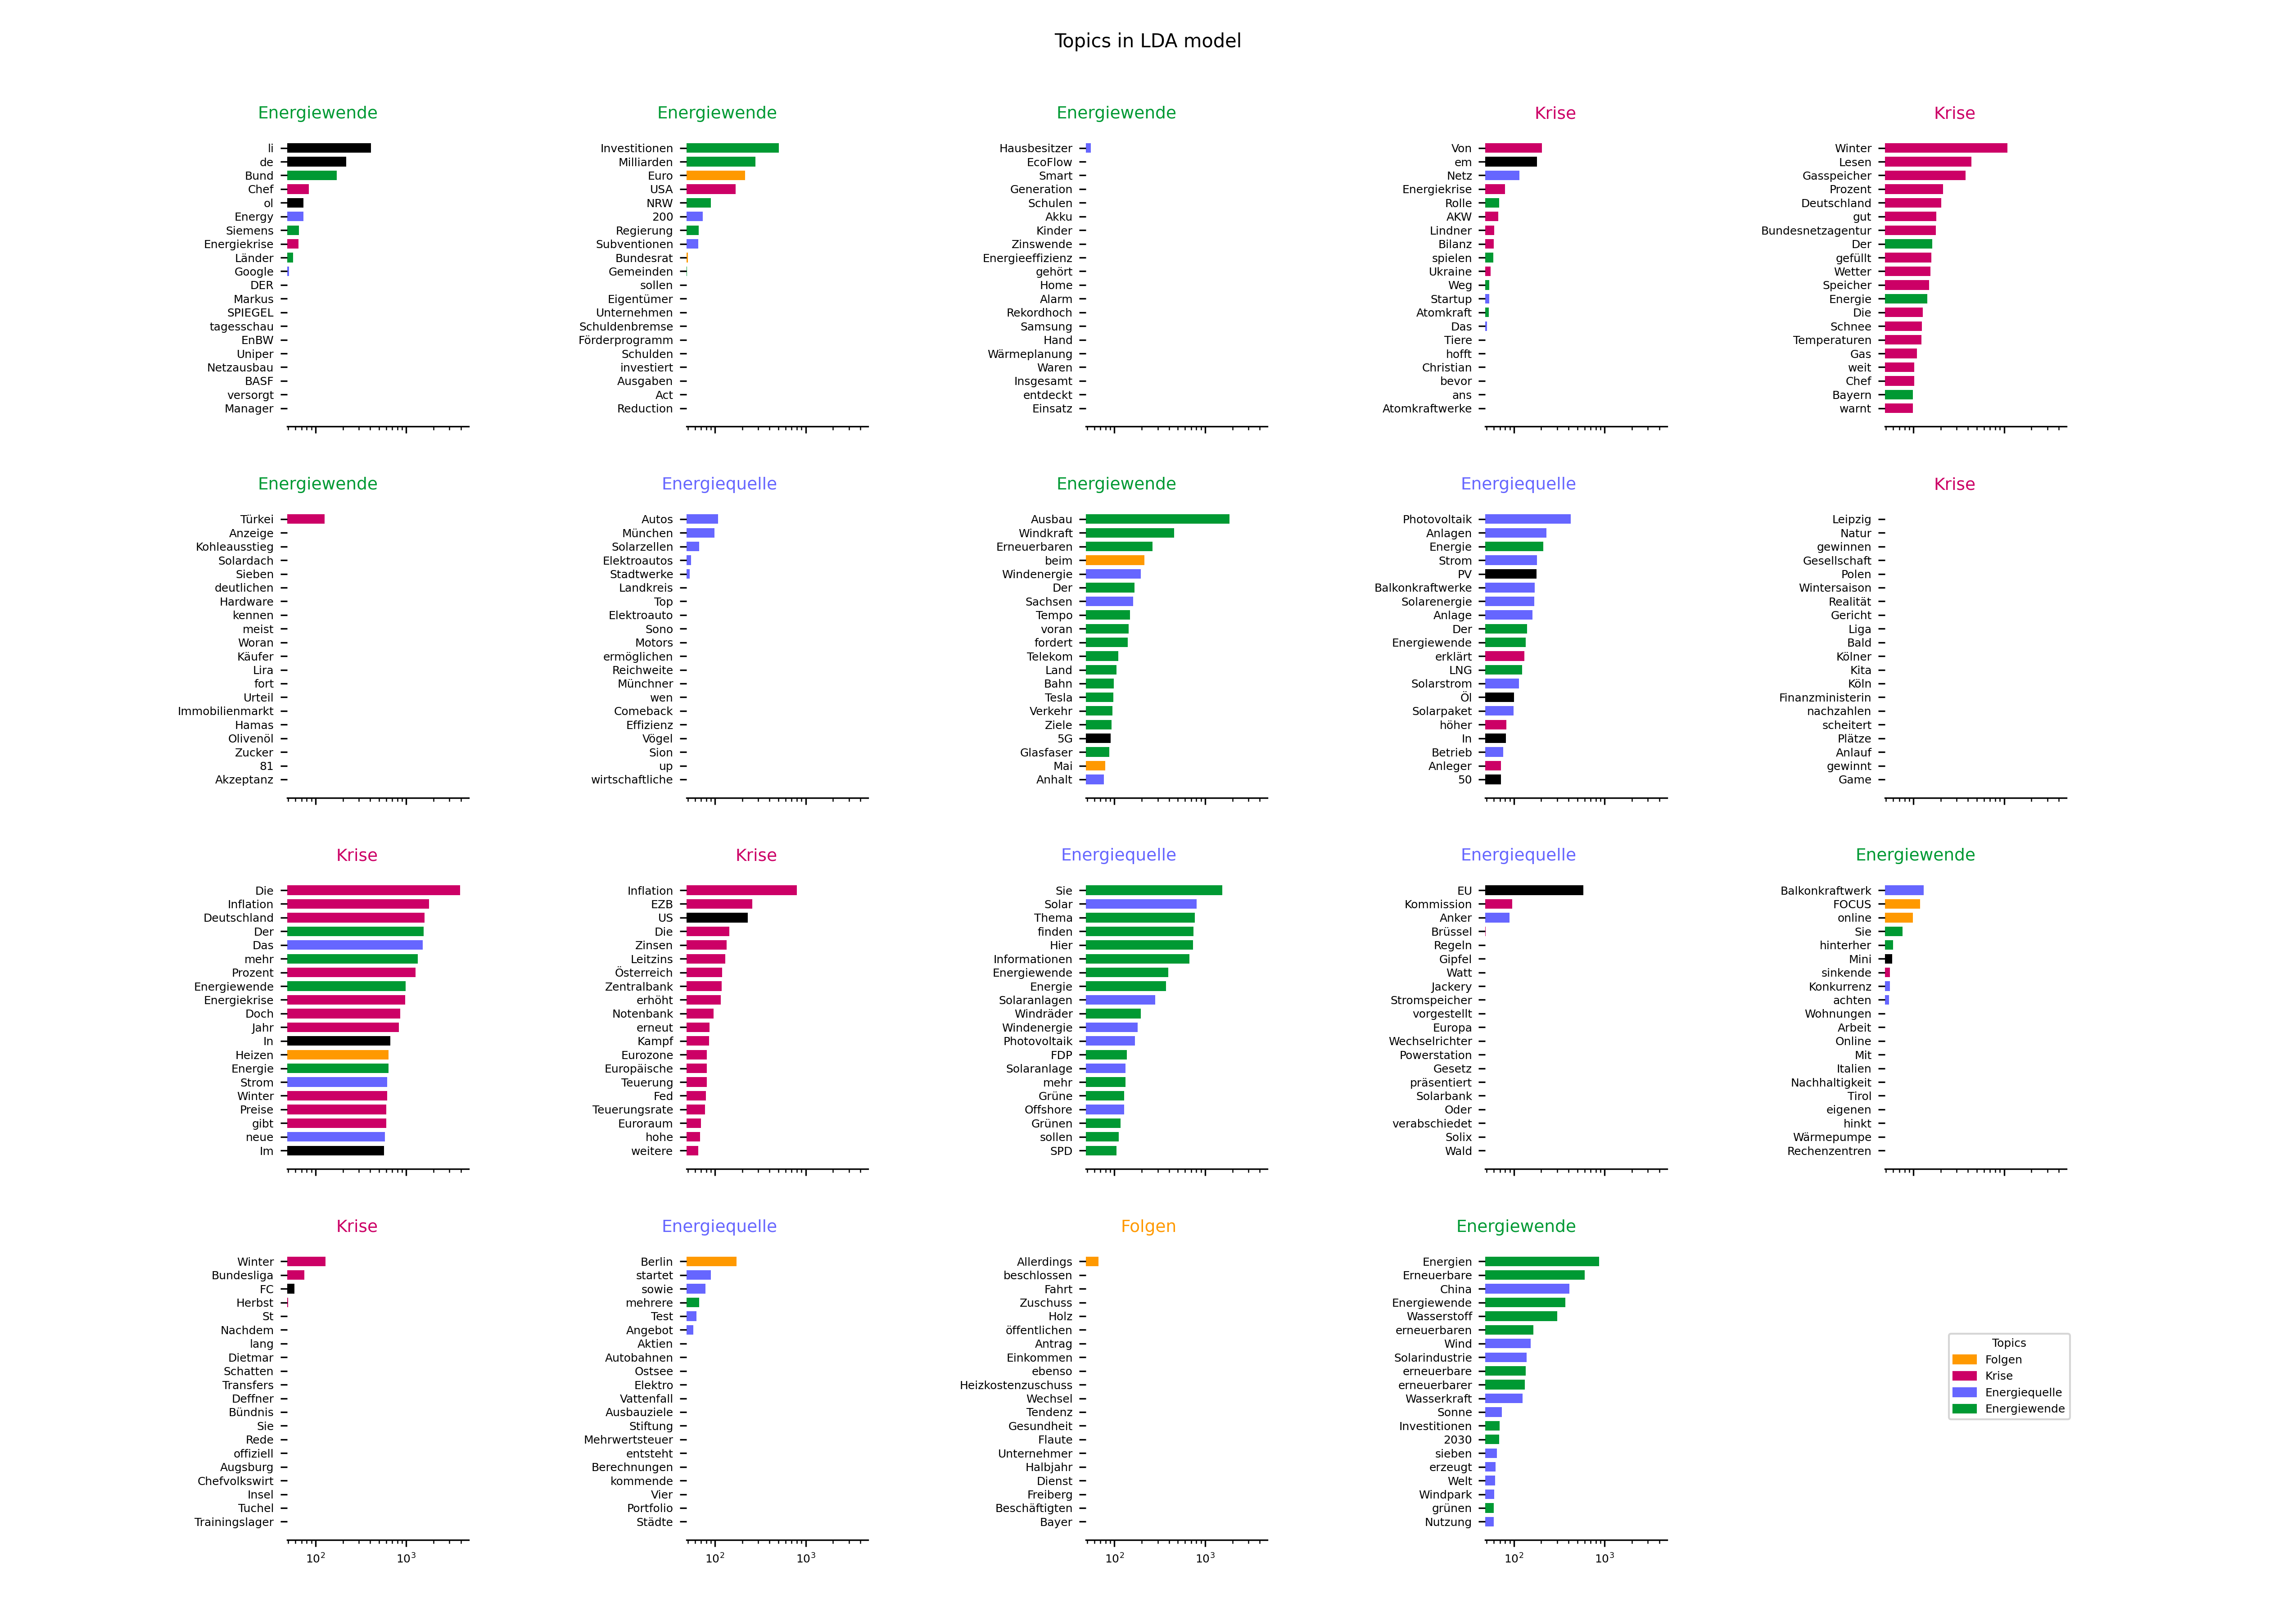 Topics in LDA model
Energiewende
li
de
Bund
Chef
ol
Energy
Siemens
Energiekrise
Länder
Google
DER
Markus
SPIEGEL
tagesschau
EnBW
Uniper
Netzausbau
BASF
versorgt
Manager
Energiewende
Investitionen
Milliarden
Euro
USA
NRW
200
Regierung
Subventionen
Bundesrat
Gemeinden
sollen
Eigentümer
Unternehmen
Schuldenbremse
Förderprogramm
Schulden
investiert
Ausgaben
Act
Reduction
Energiewende
Hausbesitzer
EcoFlow
Smart
Generation
Schulen
Akku
Kinder
Zinswende
Energieeffizienz
gehört
Home
Alarm
Rekordhoch
Samsung
Hand
Wärmeplanung
Waren
Insgesamt
entdeckt
Einsatz
Krise
Von
em
Netz
Energiekrise
Rolle
AKW
Lindner
Bilanz
spielen
Ukraine
Weg
Startup
Atomkraft
Das
Tiere
hofft
Christian
bevor
ans
Atomkraftwerke
Krise
Winter
Lesen
Gasspeicher
Prozent
Deutschland
gut
Bundesnetzagentur
Der
gefüllt
Wetter
Speicher
Energie
Die
Schnee
Temperaturen
Gas
weit
Chef
Bayern
warnt
Energiewende
Türkei
Anzeige
Kohleausstieg
Solardach
Sieben
deutlichen
Hardware
kennen
meist
Woran
Käufer
Lira
fort
Urteil
Immobilienmarkt
Hamas
Olivenöl
Zucker
81
Akzeptanz
Energiequelle
Autos
München
Solarzellen
Elektroautos
Stadtwerke
Landkreis
Top
Elektroauto
Sono
Motors
ermöglichen
Reichweite
Münchner
wen
Comeback
Effizienz
Vögel
Sion
up
wirtschaftliche
Energiewende
Ausbau
Windkraft
Erneuerbaren
beim
Windenergie
Der
Sachsen
Tempo
voran
fordert
Telekom
Land
Bahn
Tesla
Verkehr
Ziele
5G
Glasfaser
Mai
Anhalt
Energiequelle
Photovoltaik
Anlagen
Energie
Strom
PV
Balkonkraftwerke
Solarenergie
Anlage
Der
Energiewende
erklärt
LNG
Solarstrom
Öl
Solarpaket
höher
In
Betrieb
Anleger
50
Krise
Leipzig
Natur
gewinnen
Gesellschaft
Polen
Wintersaison
Realität
Gericht
Liga
Bald
Kölner
Kita
Köln
Finanzministerin
nachzahlen
scheitert
Plätze
Anlauf
gewinnt
Game
Krise
Die
Inflation
Deutschland
Der
Das
mehr
Prozent
Energiewende
Energiekrise
Doch
Jahr
In
Heizen
Energie
Strom
Winter
Preise
gibt
neue
Im
Krise
Inflation
EZB
US
Die
Zinsen
Leitzins
Österreich
Zentralbank
erhöht
Notenbank
erneut
Kampf
Eurozone
Europäische
Teuerung
Fed
Teuerungsrate
Euroraum
hohe
weitere
Energiequelle
Sie
Solar
Thema
finden
Hier
Informationen
Energiewende
Energie
Solaranlagen
Windräder
Windenergie
Photovoltaik
FDP
Solaranlage
mehr
Grüne
Offshore
Grünen
sollen
SPD
Energiequelle
EU
Kommission
Anker
Brüssel
Regeln
Gipfel
Watt
Jackery
Stromspeicher
vorgestellt
Europa
Wechselrichter
Powerstation
Gesetz
präsentiert
Solarbank
Oder
verabschiedet
Solix
Wald
Energiewende
Balkonkraftwerk
FOCUS
online
Sie
hinterher
Mini
sinkende
Konkurrenz
achten
Wohnungen
Arbeit
Online
Mit
Italien
Nachhaltigkeit
Tirol
eigenen
hinkt
Wärmepumpe
Rechenzentren
Krise
Winter
Bundesliga
FC
Herbst
St
Nachdem
lang
Dietmar
Schatten
Transfers
Deffner
Bündnis
Sie
Rede
offiziell
Augsburg
Chefvolkswirt
Insel
Tuchel
Trainingslager
10²
10³
Energiequelle
Berlin
startet
sowie
mehrere
Test
Angebot
Aktien
Autobahnen
Ostsee
Elektro
Vattenfall
Ausbauziele
Stiftung
Mehrwertsteuer
entsteht
Berechnungen
kommende
Vier
Portfolio
Städte
10²
10³
Folgen
Allerdings
beschlossen
Fahrt
Zuschuss
Holz
öffentlichen
Antrag
Einkommen
ebenso
Heizkostenzuschuss
Wechsel
Tendenz
Gesundheit
Flaute
Unternehmer
Halbjahr
Dienst
Freiberg
Beschäftigten
Bayer
10²
10³
Energiewende
Energien
Erneuerbare
China
Energiewende
Wasserstoff
erneuerbaren
Wind
Solarindustrie
erneuerbare
erneuerbarer
Wasserkraft
Sonne
Investitionen
2030
sieben
erzeugt
Welt
Windpark
grünen
Nutzung
10²
10³
Topics
Folgen
Krise
Energiequelle
Energiewende